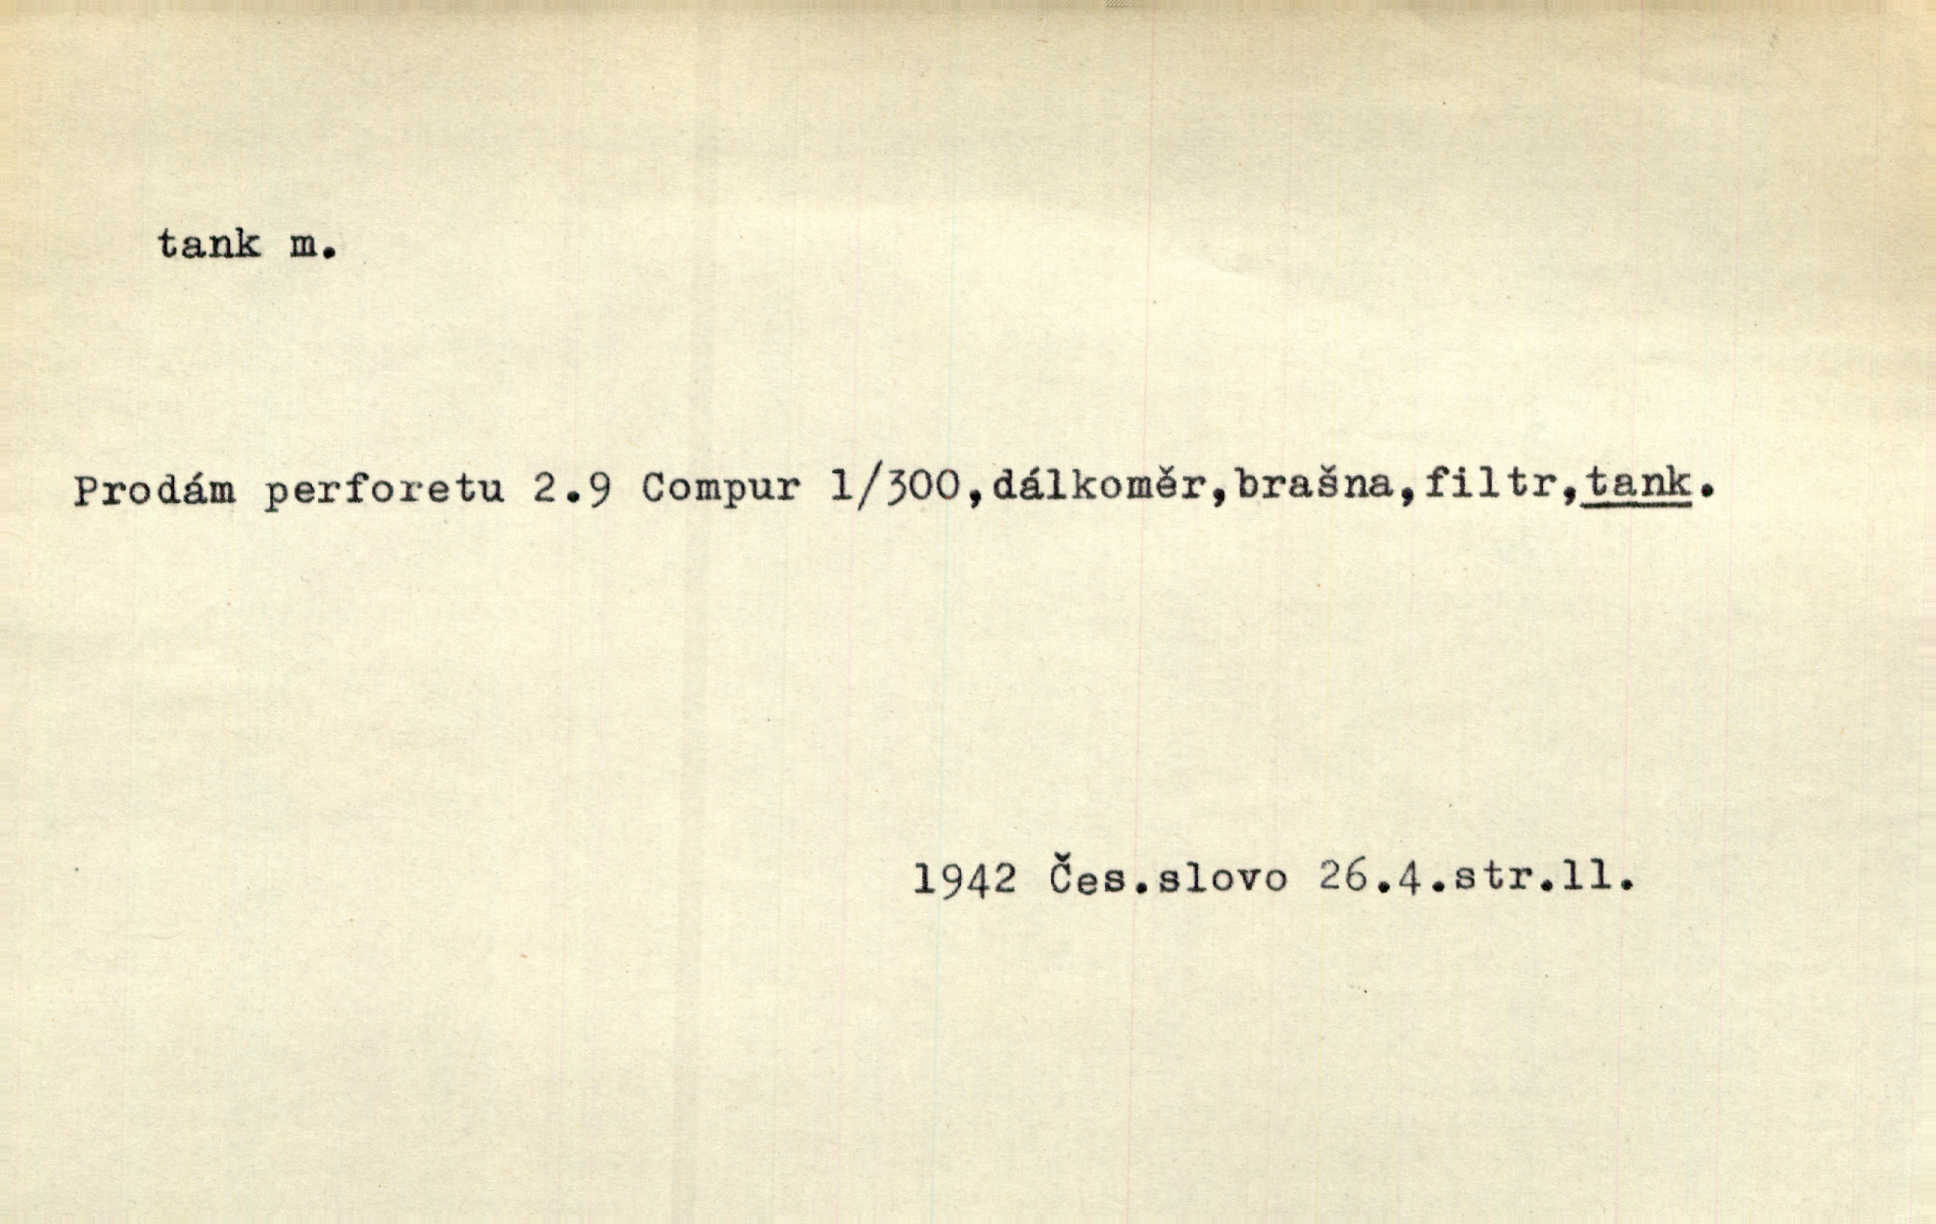 tank m.
Prodám perforetu 2.9 Compur 1/300,dálkoměr,brašna,filtr,tank.
1942 Čes.slovo 26.4.str.11.